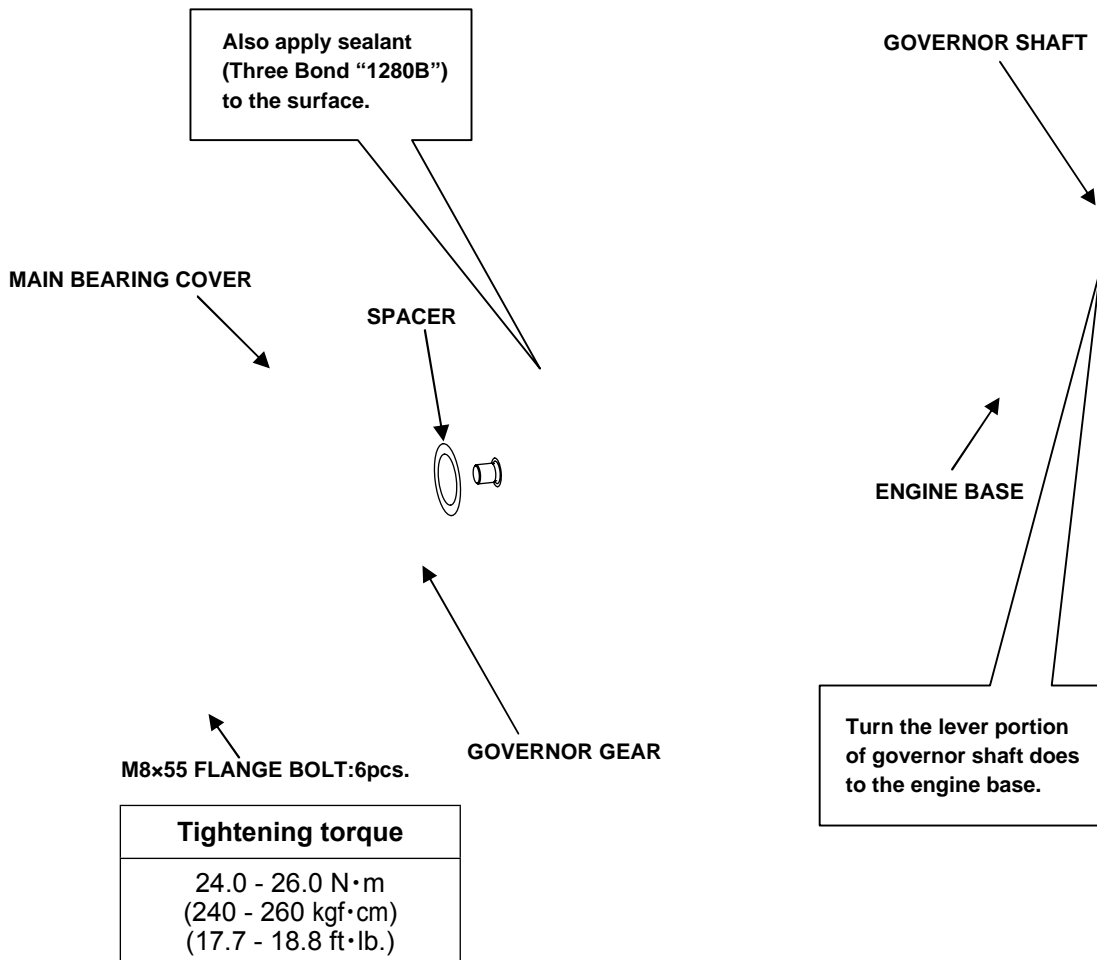 Also apply sealant
(Three Bond “1280B”)
to the surface.
GOVERNOR SHAFT
MAIN BEARING COVER
SPACER
ENGINE BASE
GOVERNOR GEAR
M8×55 FLANGE BOLT:6pcs.
Turn the lever portion
of governor shaft does
to the engine base.
Tightening torque
24.0 - 26.0 N･m
(240 - 260 kgf･cm)
(17.7 - 18.8 ft･lb.)